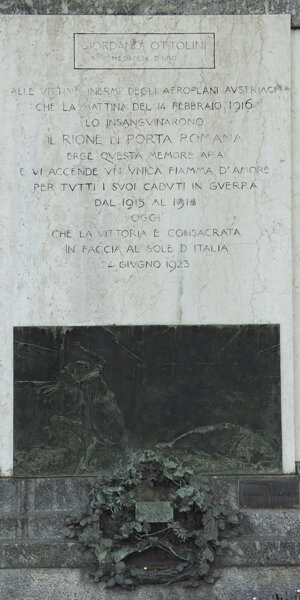 GIORDANO OTTOLINI
MEDAGLIA D'ORO
ALLE VITTIME INERMI DEGLI AEROPLANI AVSTRIACI
CHE LA MATTINA DEL 14 FEBBRAIO 1916
LO INSANGVINARONO
IL RIONE DI PORTA ROMANA
ERGE QVESTA MEMORE ARA
E VI ACCENDE VN VNICA FIAMMA D'AMORE
PER TVTTI I SVOI CADVTI IN GVERRA
DAL 1915 AL 1918
OGGI
CHE LA VITTORIA E CONSACRATA
IN FACCIA AL SOLE D'ITALIA
4 GIVGNO 1923